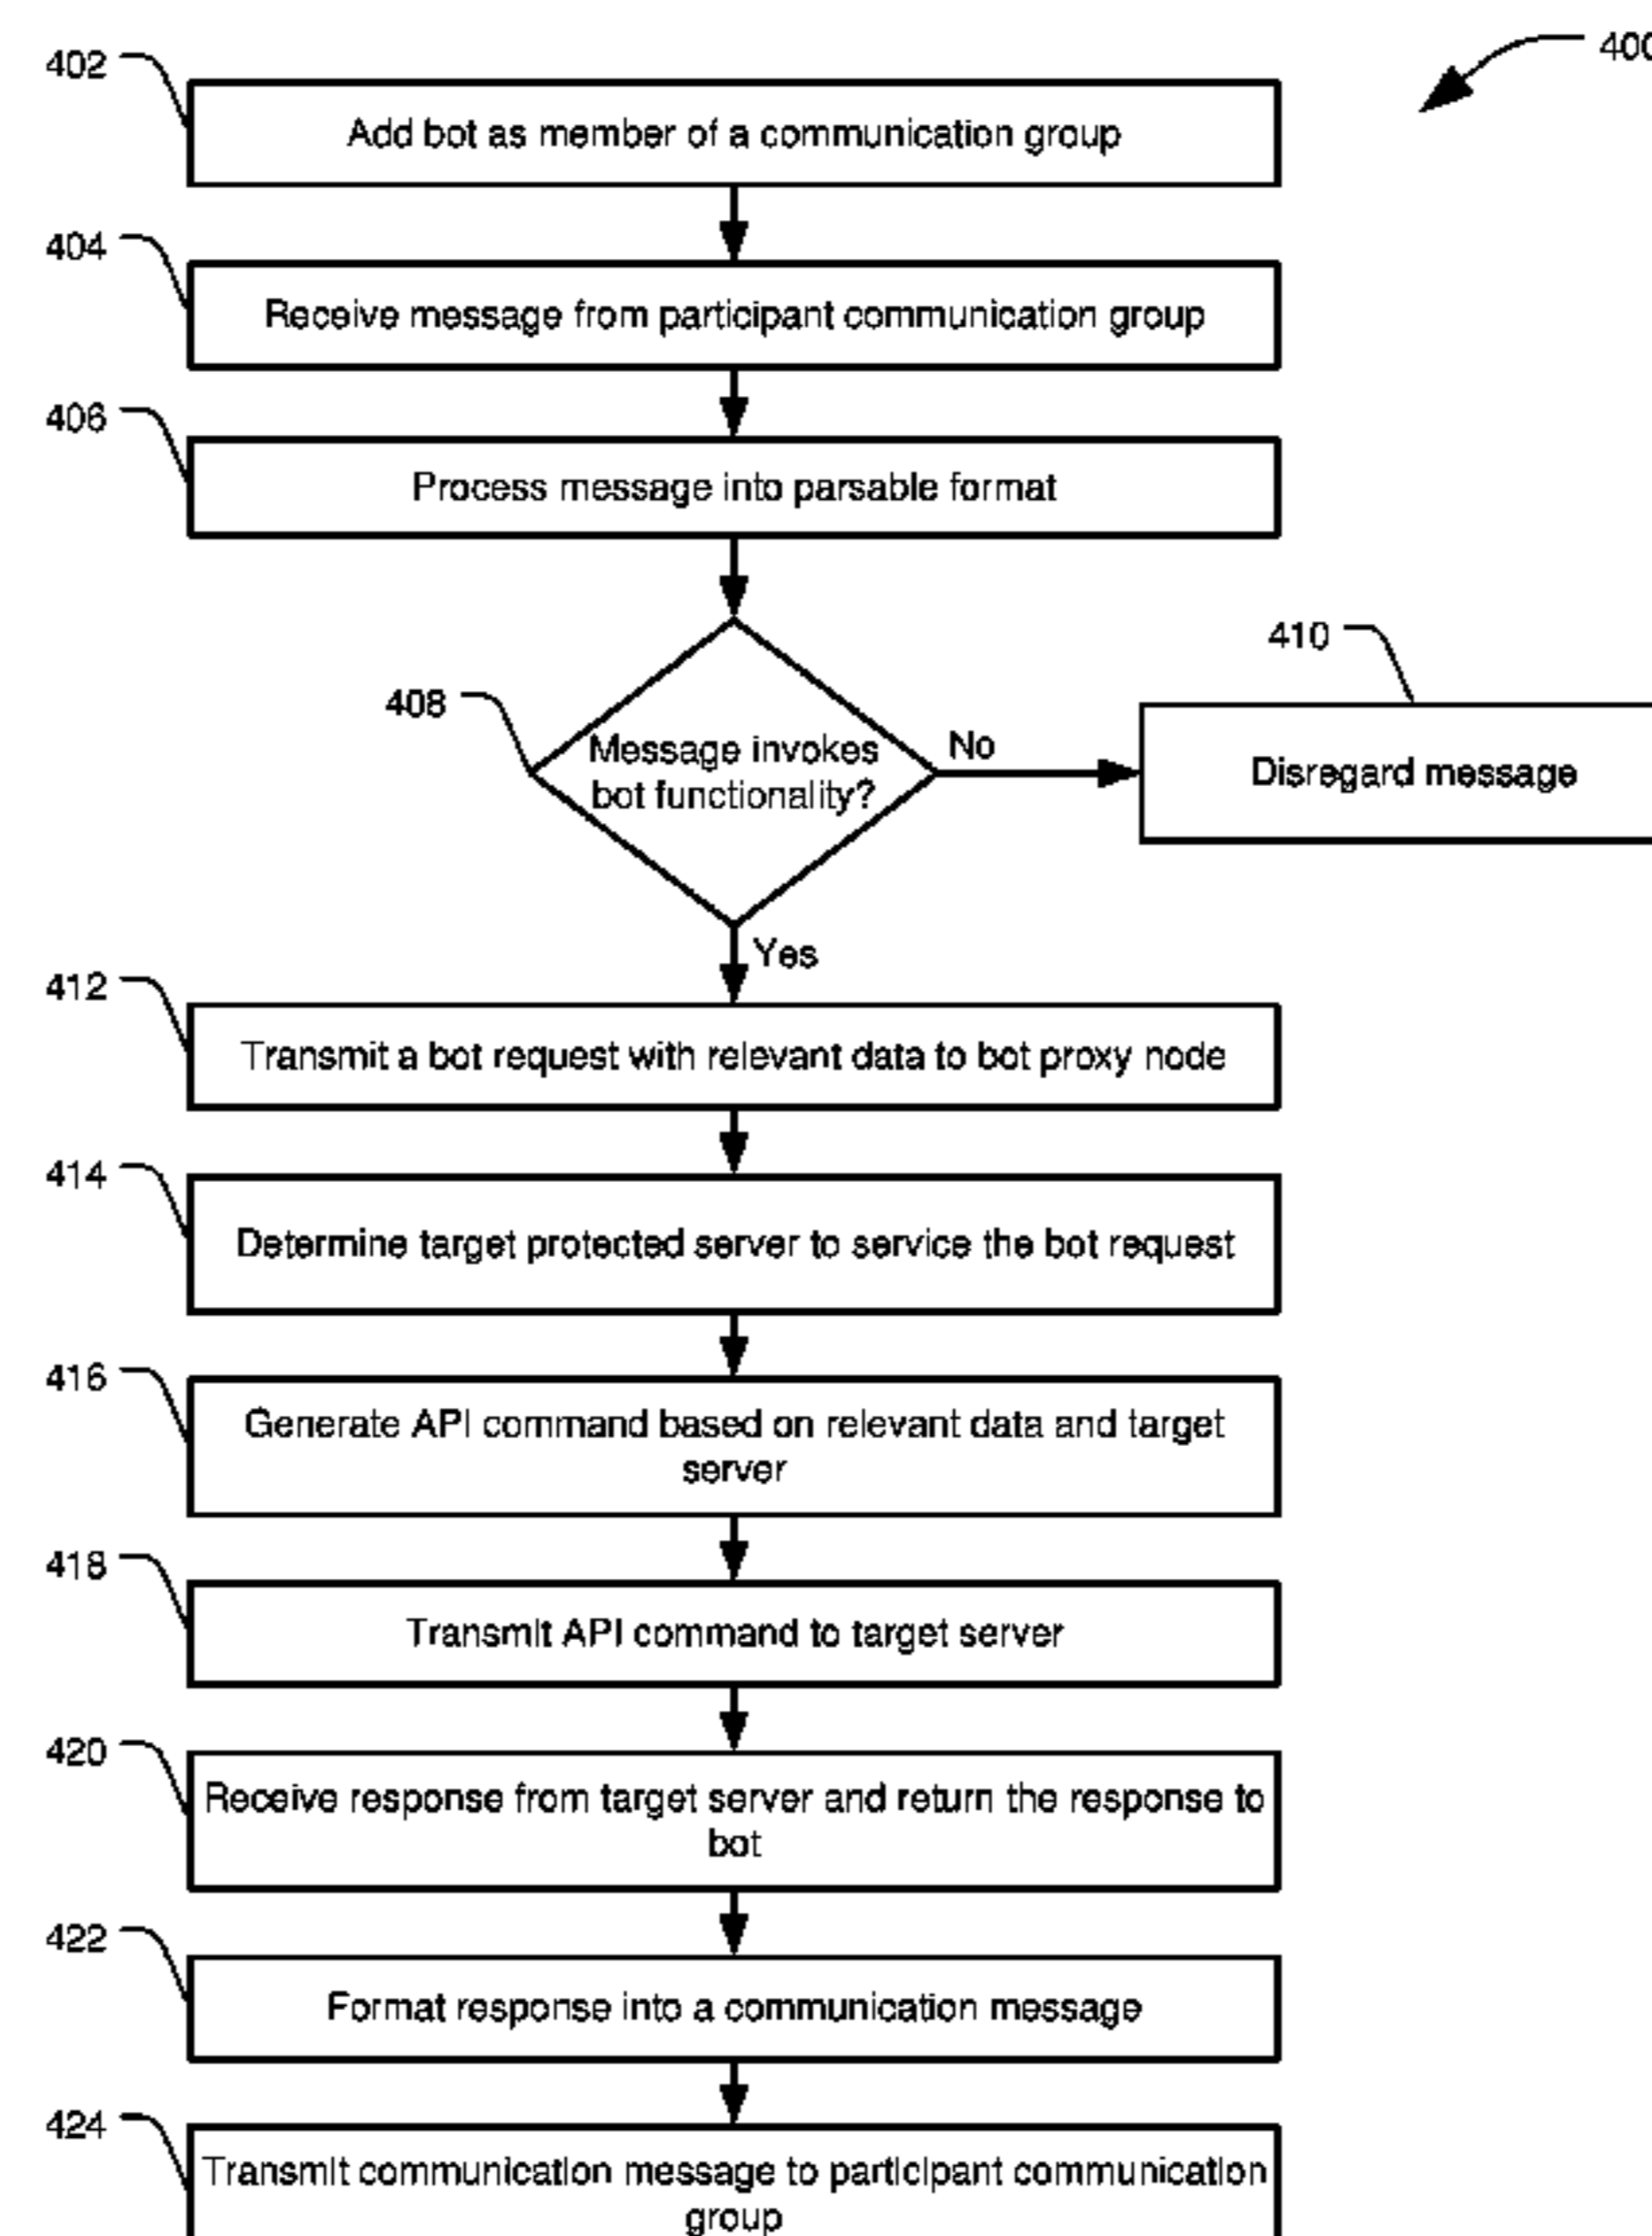 400
402
Add bot as member of a communication group
404
Receive message from participant communication group
406
Process message into parsable format
408
Message invokes
bot functionality?
No
410
Disregard message
Yes
412
Transmit a bot request with relevant data to bot proxy node
414
Determine target protected server to service the bot request
416
Generate API command based on relevant data and target
server
418
Transmit API command to target server
420
Receive response from target server and return the response to
bot
422
Format response into a communication message
424
Transmit communication message to participant communication
group